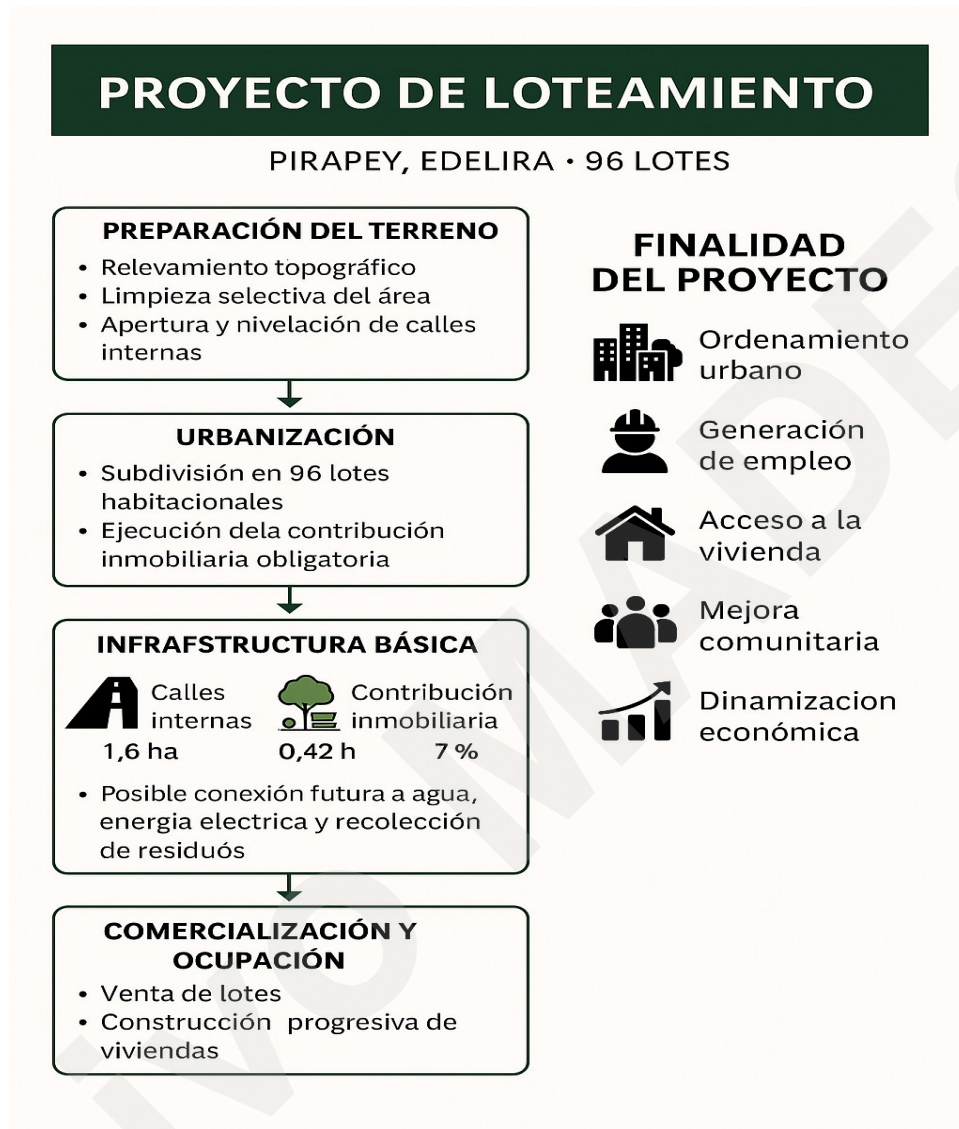 PROYECTO DE LOTEAMIENTO
PIRAPEY, EDELIRA • 96 LOTES
PREPARACIÓN DEL TERRENO
• Relevamiento topográfico
• Limpieza selectiva del área
• Apertura y nivelación de calles
internas
URBANIZACIÓN
• Subdivisión en 96 lotes
habitacionales
• Ejecución dela contribución
inmobiliaria obligatoria
INFRAFSTRUCTURA BÁSICA
Calles
internas
1,6 ha
Contribución
inmobiliaria
0,42 h 7 %
• Posible conexión futura a agua,
energia electrica y recolección
de residuós
COMERCIALIZACIÓN Y
OCUPACIÓN
• Venta de lotes
• Construcción progresiva de
viviendas
FINALIDAD
DEL PROYECTO
Ordenamiento
urbano
Generación
de empleo
Acceso a la
vivienda
Mejora
comunitaria
Dinamizacion
económica
ivo MADES